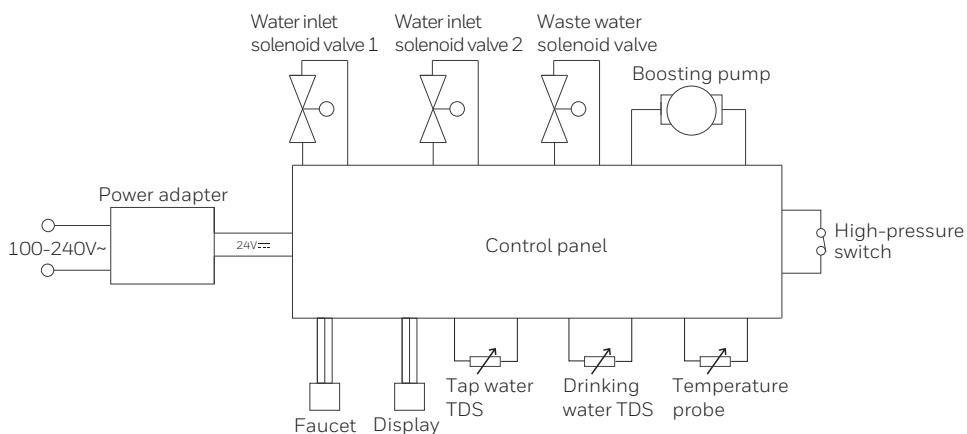 Water inlet
solenoid valve 1
Water inlet
solenoid valve 2
Waste water
solenoid valve
Boosting pump
Power adapter
100-240V~
24V⎓
Control panel
High-pressure
switch
Faucet
Display
Tap water
TDS
Drinking
water TDS
Temperature
probe